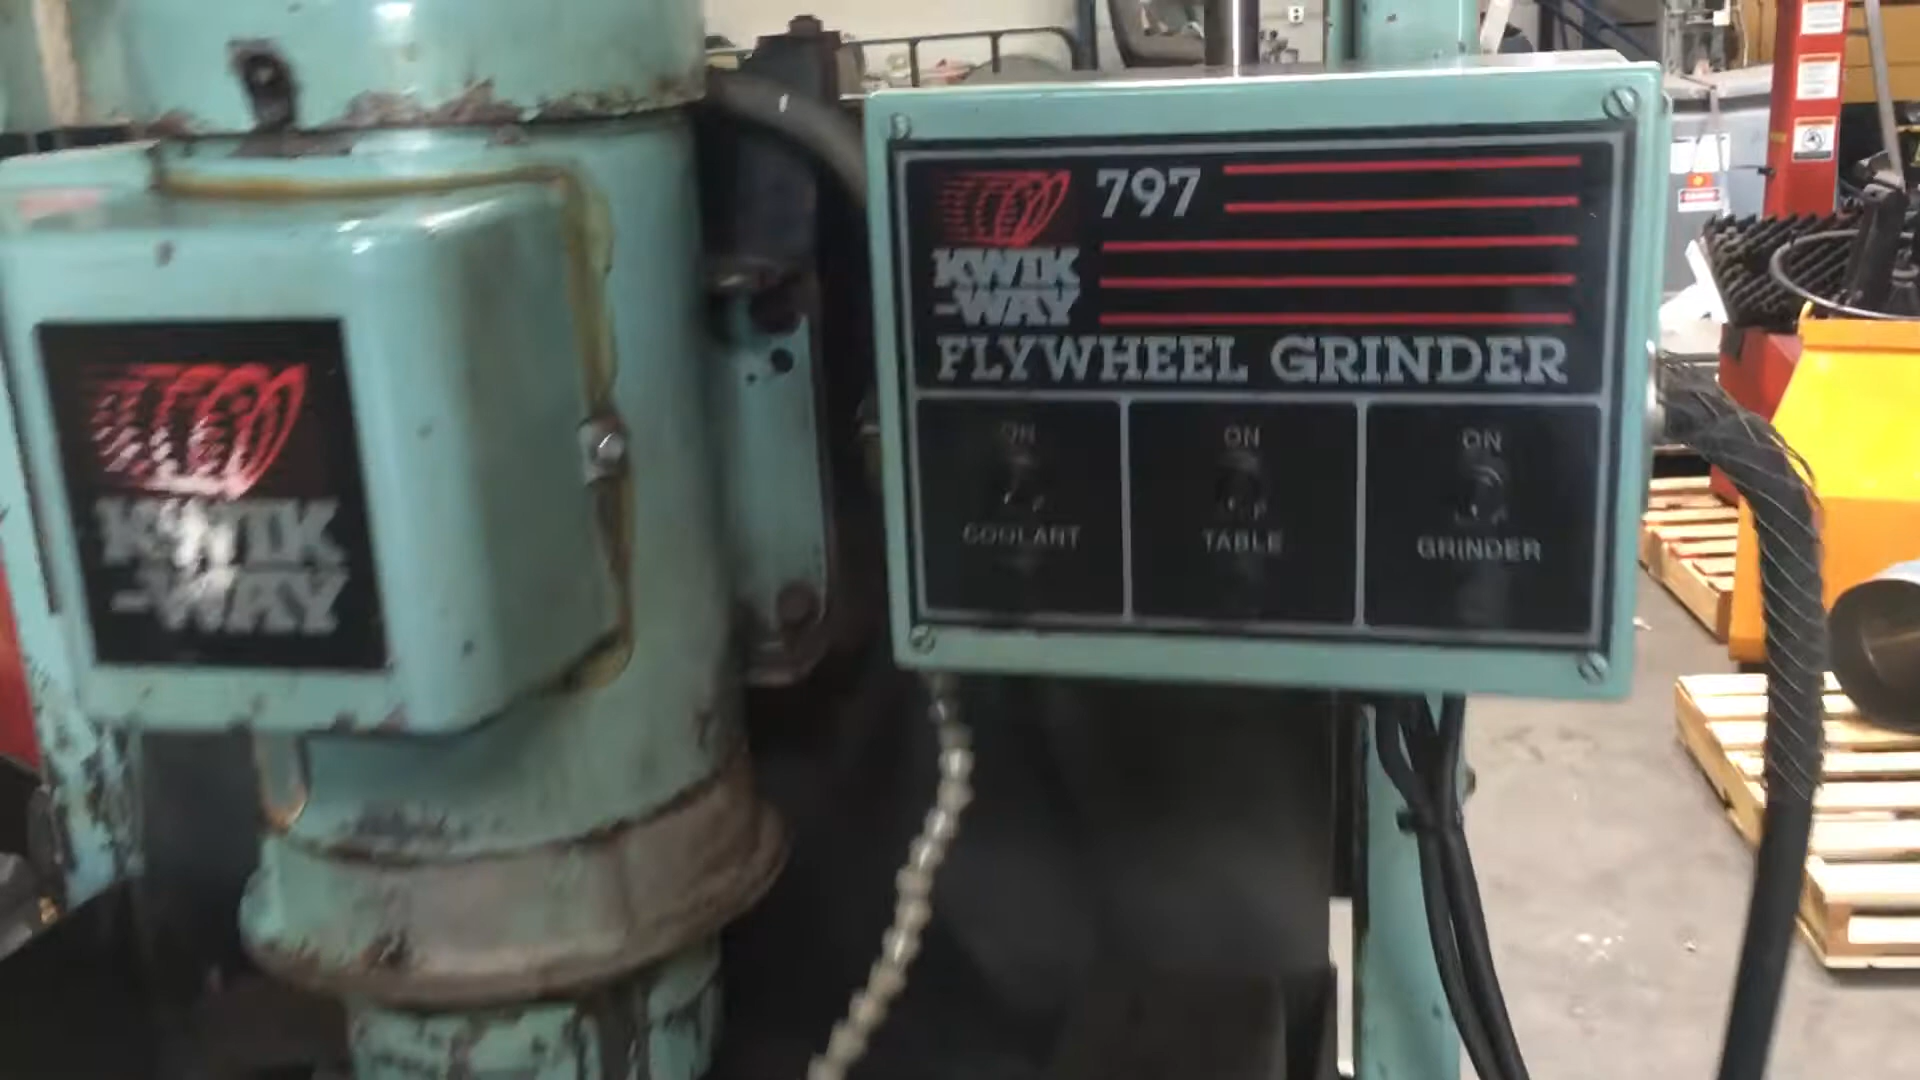 KWIK
-WAY
797
KWIK
-WAY
FLYWHEEL GRINDER
ON
ON
ON
COOLANT
TABLE
GRINDER